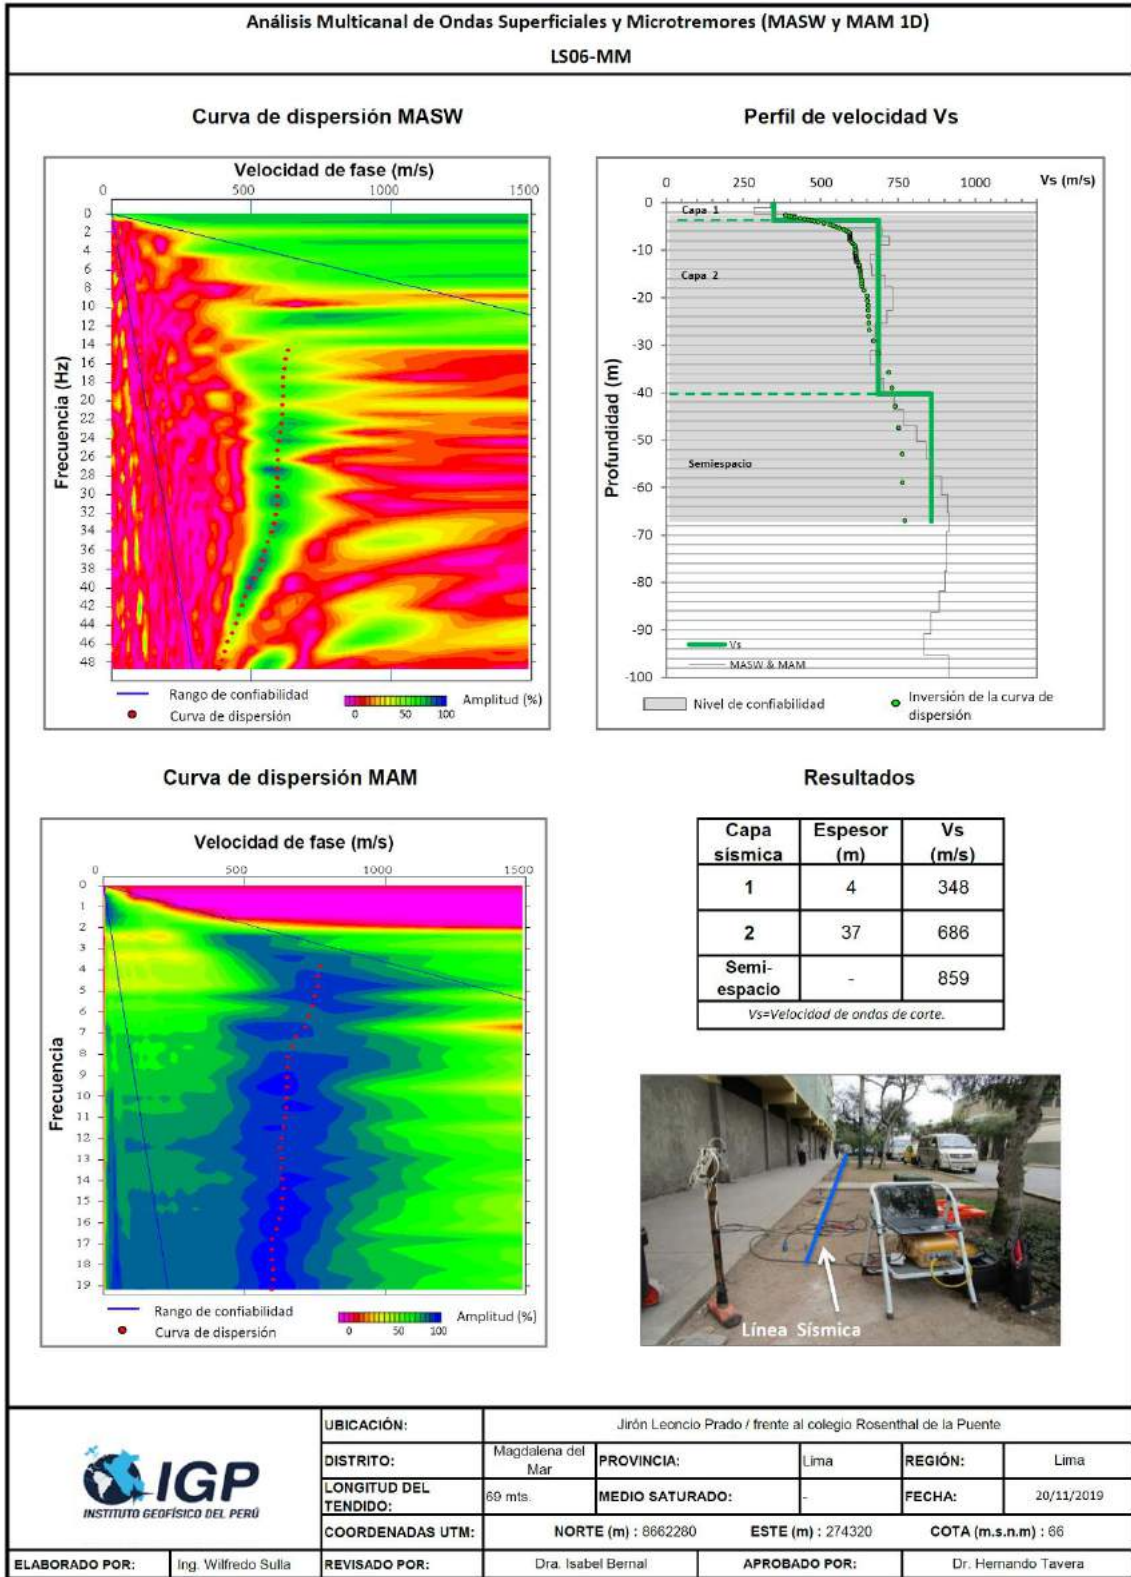 Análisis Multicanal de Ondas Superficiales y Microtremores (MASW y MAM 1D)
LS06-MM
Curva de dispersión MASW
Velocidad de fase (m/s)
0 500 1000 1500
Frecuencia (Hz)
0
2
4
6
8
10
12
14
16
18
20
22
24
26
28
30
32
34
36
38
40
42
44
46
48
Rango de confiabilidad
Curva de dispersión
0 50 100
Amplitud (%)
Perfil de velocidad Vs
0 250 500 750 1000 Vs (m/s)
Profundidad (m)
0
-10
-20
-30
-40
-50
-60
-70
-80
-90
-100
Capa 1
Capa 2
Semiespacio
Vs
MASW & MAM
Nivel de confiabilidad
Inversión de la curva de
dispersión
Curva de dispersión MAM
Velocidad de fase (m/s)
0 500 1000 1500
Frecuencia
0
1
2
3
4
5
6
7
8
9
10
11
12
13
14
15
16
17
18
19
Rango de confiabilidad
Curva de dispersión
0 50 100
Amplitud (%)
Resultados
Capa sísmica Espesor (m) Vs (m/s)
1 4 348
2 37 686
Semi-espacio - 859
Vs=Velocidad de ondas de corte.
Línea Sísmica
IGP
INSTITUTO GEOFÍSICO DEL PERÚ
UBICACIÓN: Jirón Leoncio Prado / frente al colegio Rosenthal de la Puente
DISTRITO: Magdalena del Mar PROVINCIA: Lima REGIÓN: Lima
LONGITUD DEL TENDIDO: 69 mts. MEDIO SATURADO: - FECHA: 20/11/2019
COORDENADAS UTM: NORTE (m) : 8662280 ESTE (m) : 274320 COTA (m.s.n.m) : 66
ELABORADO POR: Ing. Wilfredo Sulla REVISADO POR: Dra. Isabel Bernal APROBADO POR: Dr. Hernando Tavera